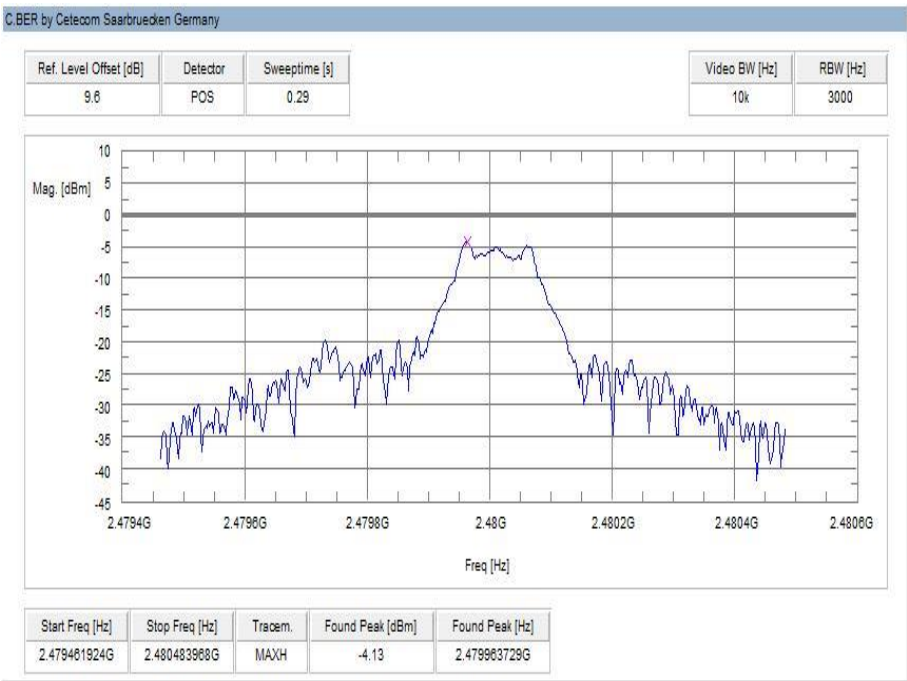 C.BER by Cetecom Saarbruecken Germany
Ref. Level Offset [dB] Detector Sweeptime [s] Video BW [Hz] RBW [Hz]
9.6 POS 0.29 10k 3000
10
Mag. [dBm] 5
0
-5
-10
-15
-20
-25
-30
-35
-40
-45
2.4794G 2.4796G 2.4798G 2.48G 2.4802G 2.4804G 2.4806G
Freq [Hz]
Start Freq [Hz] Stop Freq [Hz] Tracem. Found Peak [dBm] Found Peak [Hz]
2.479461924G 2.480483968G MAXH -4.13 2.479963729G